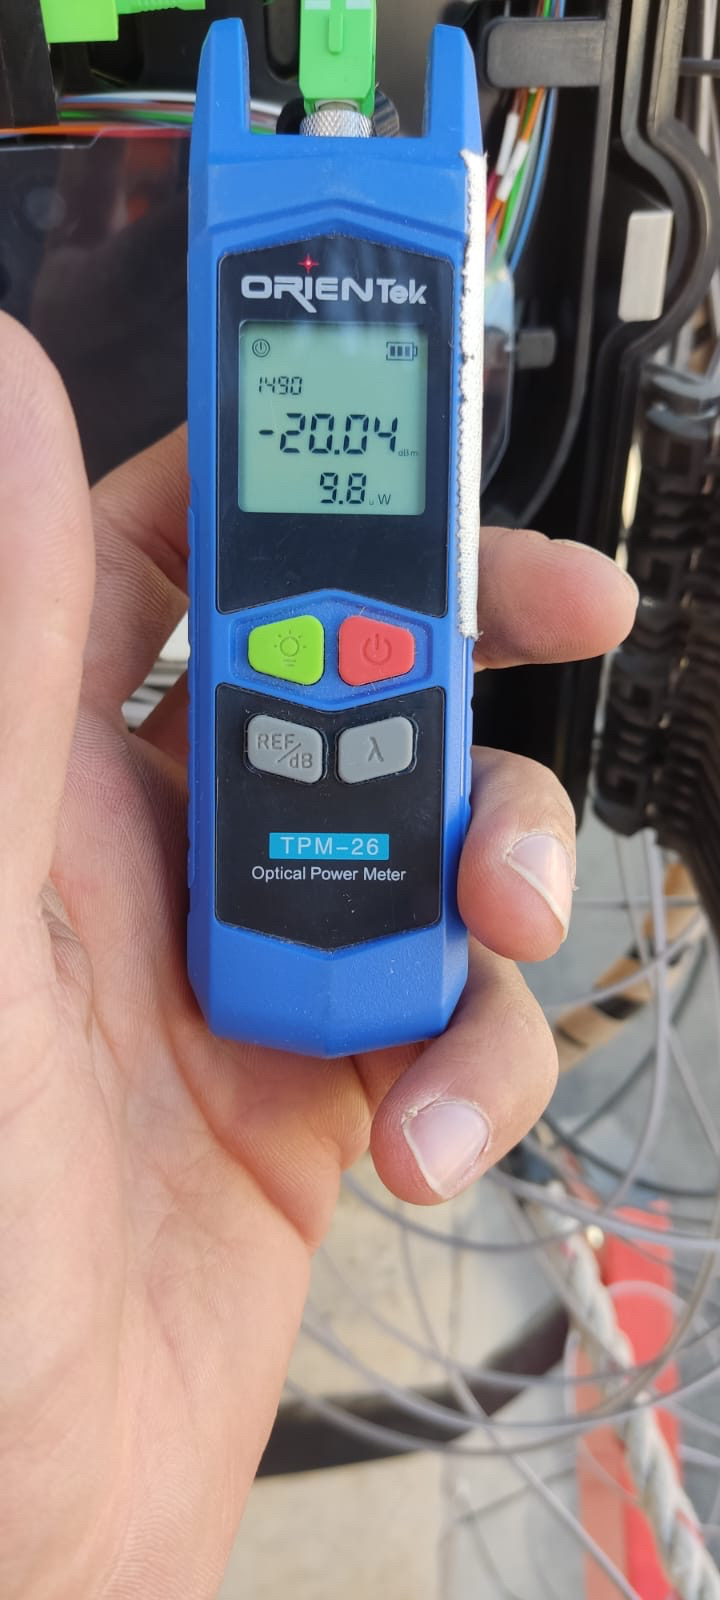 ORIENTek
1490
-20.04 dBm
9.8 uW
REF/dB λ
TPM-26
Optical Power Meter